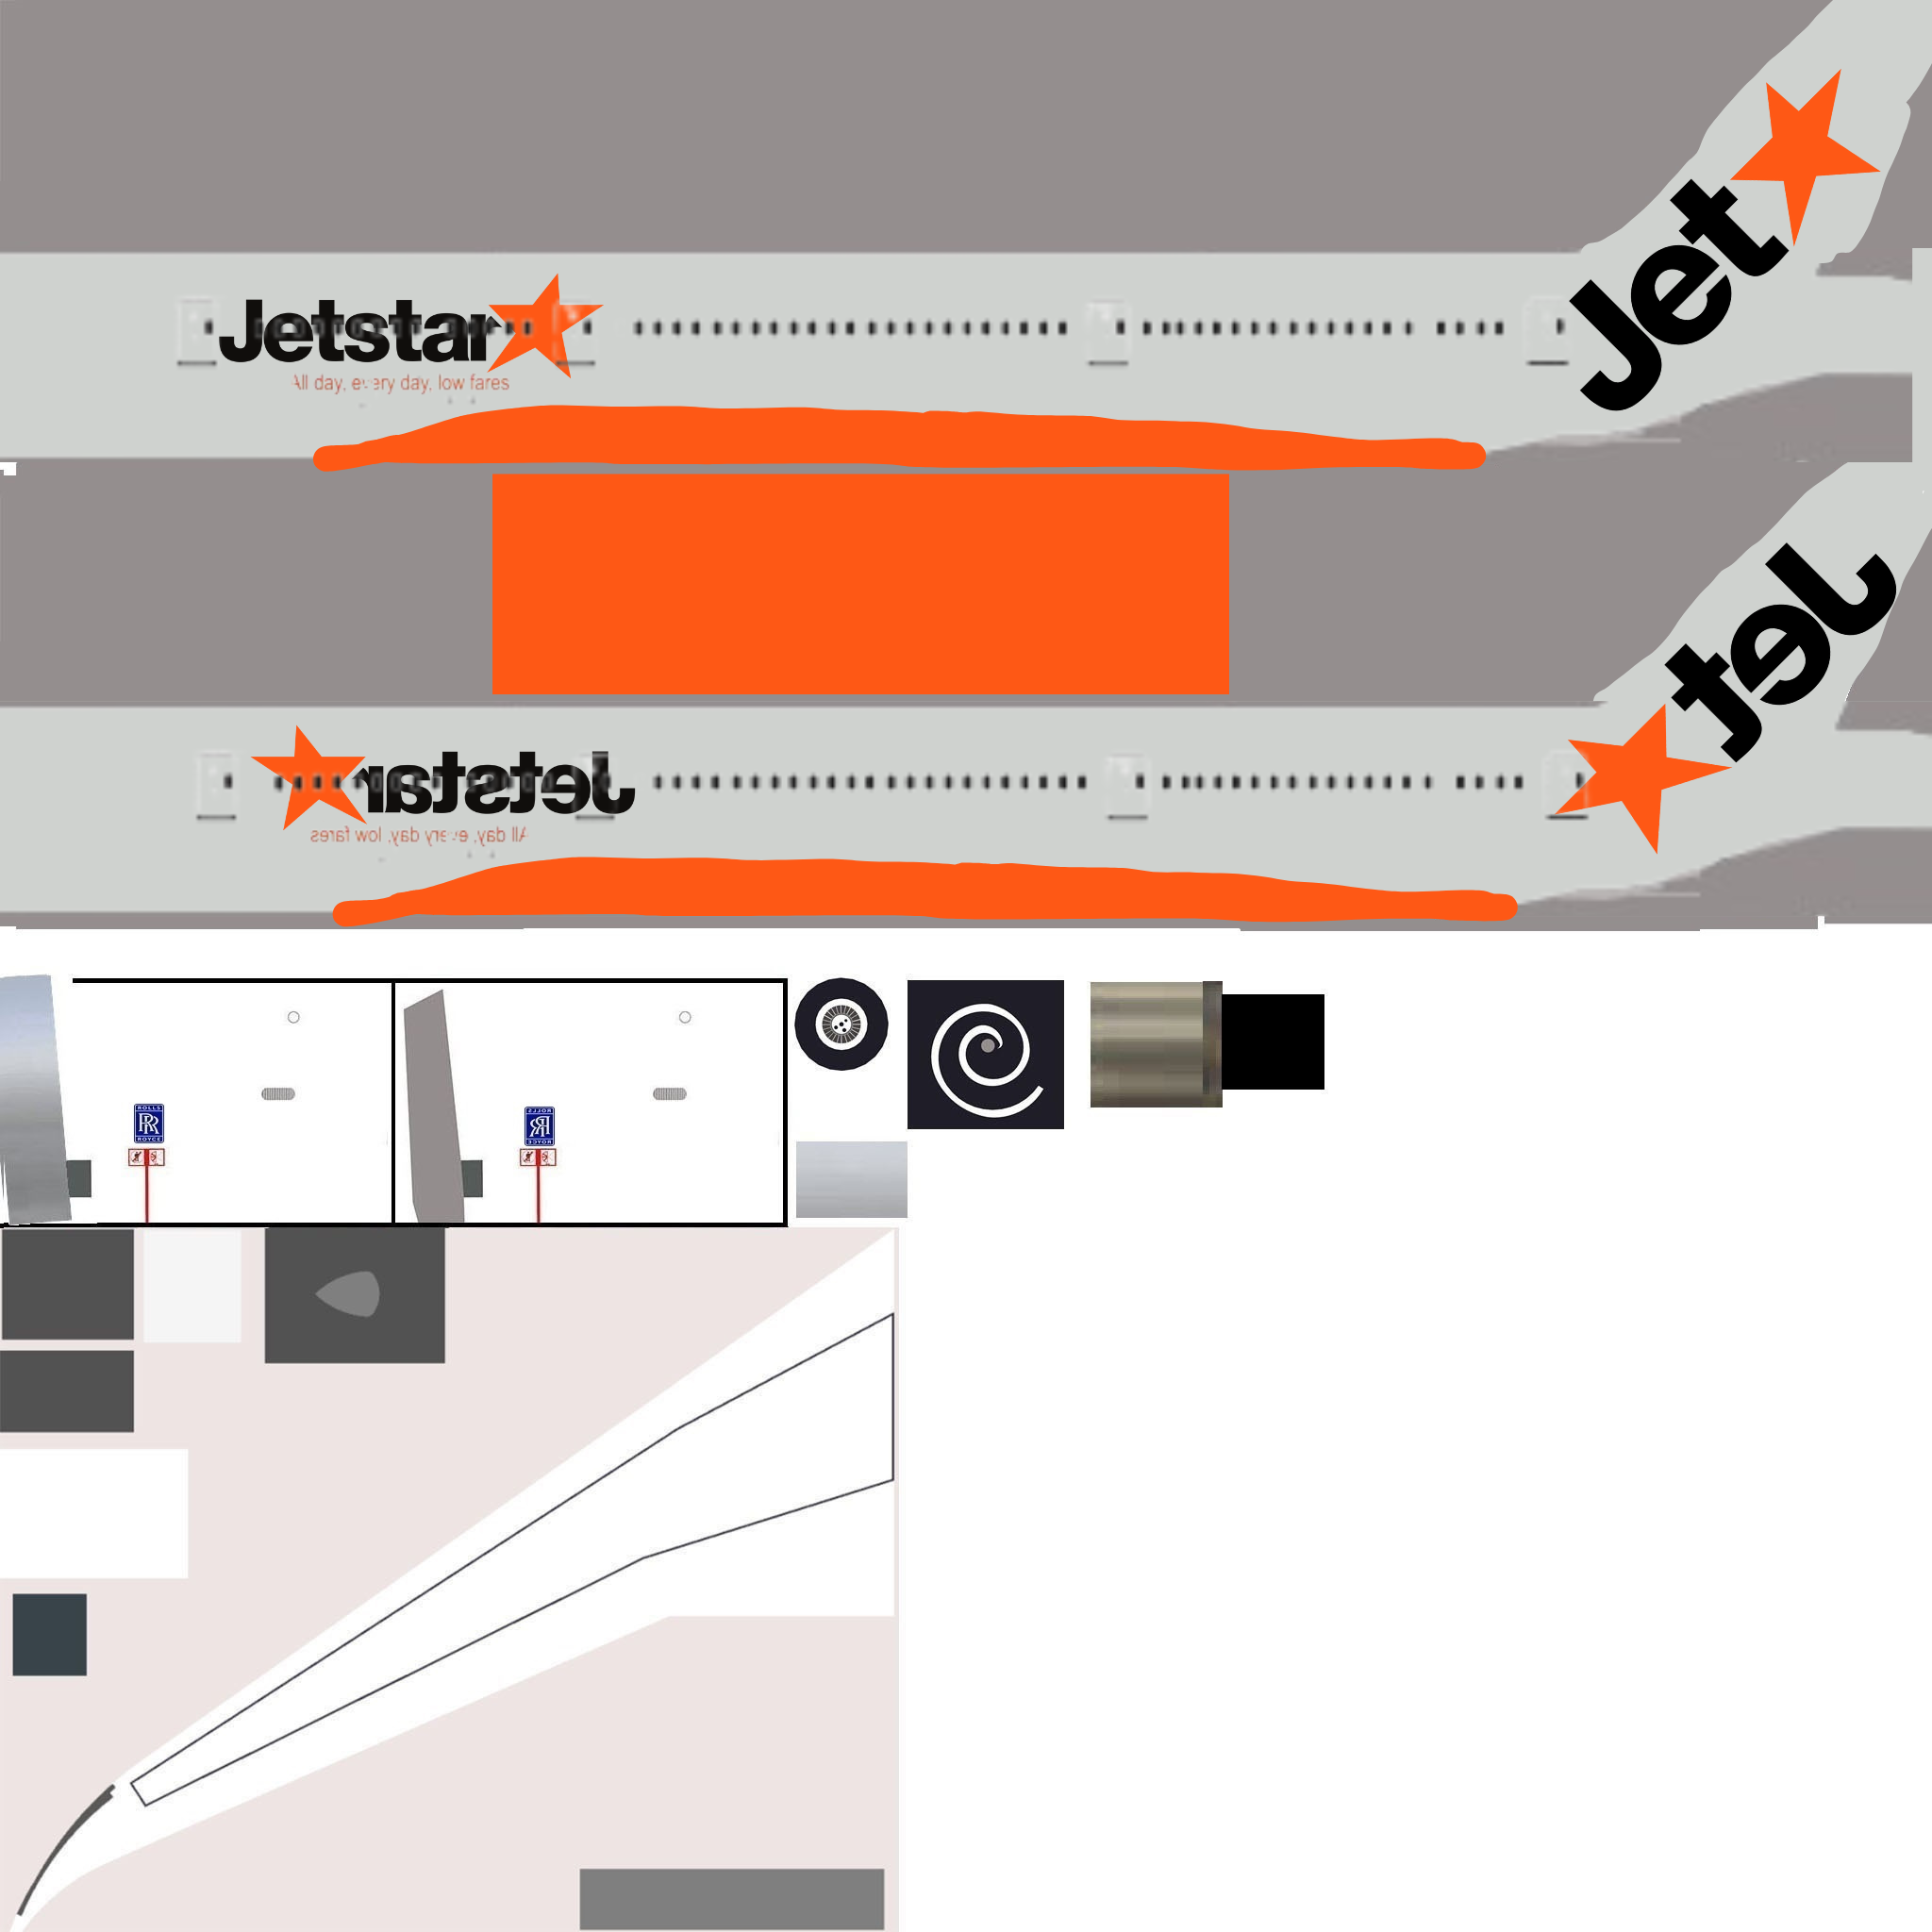 Jet
Jetstar
All day, every day, low fares
Jet
Jetstar
All day, every day, low fares
ROLLS
RR
ROYCE
ROLLS
RR
ROYCE